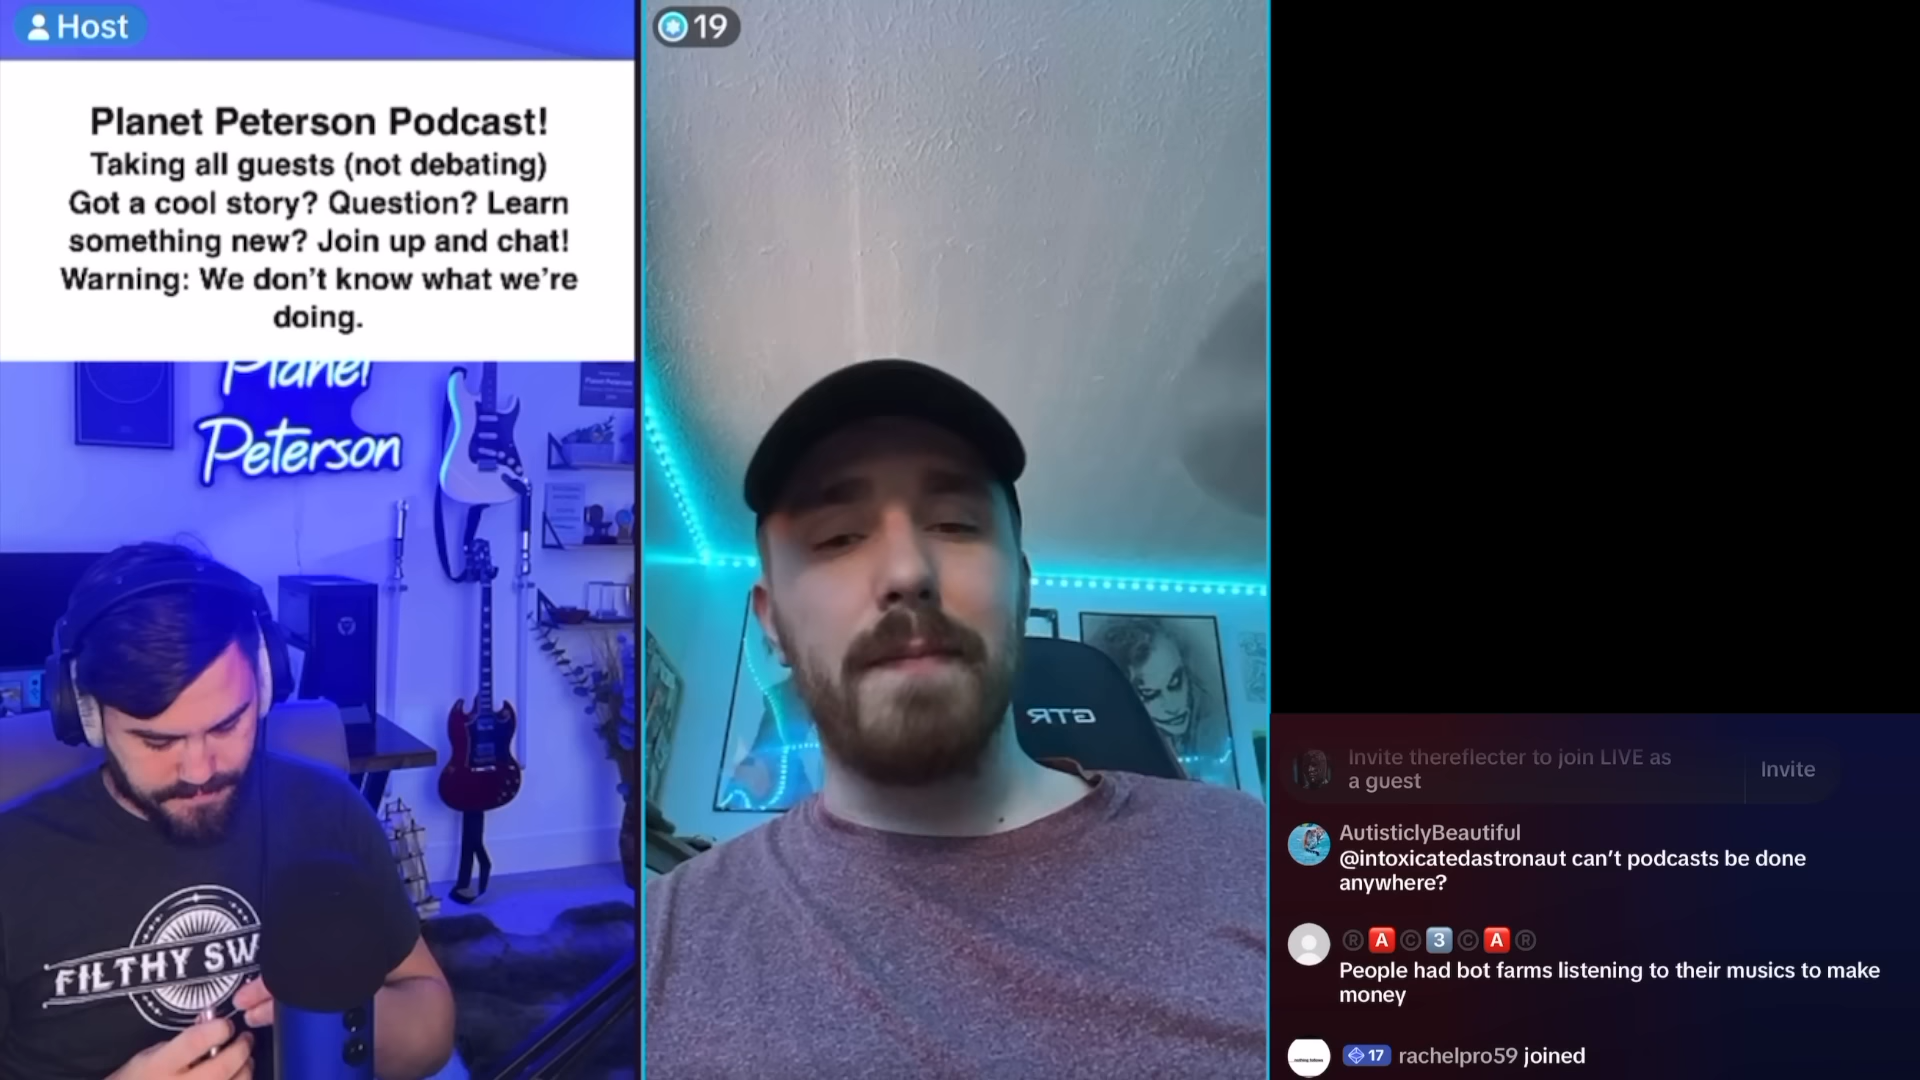 Host
Planet Peterson Podcast!
Taking all guests (not debating)
Got a cool story? Question? Learn
something new? Join up and chat!
Warning: We don't know what we're
doing.
Planet
Peterson
FILTHY SW
19
GTR
Invite thereflecter to join LIVE as
a guest
Invite
AutisticlyBeautiful
@intoxicatedastronaut can't podcasts be done
anywhere?
Ⓡ🅰Ⓒ3️⃣Ⓒ🅰Ⓡ
People had bot farms listening to their musics to make
money
17 rachelpro59 joined